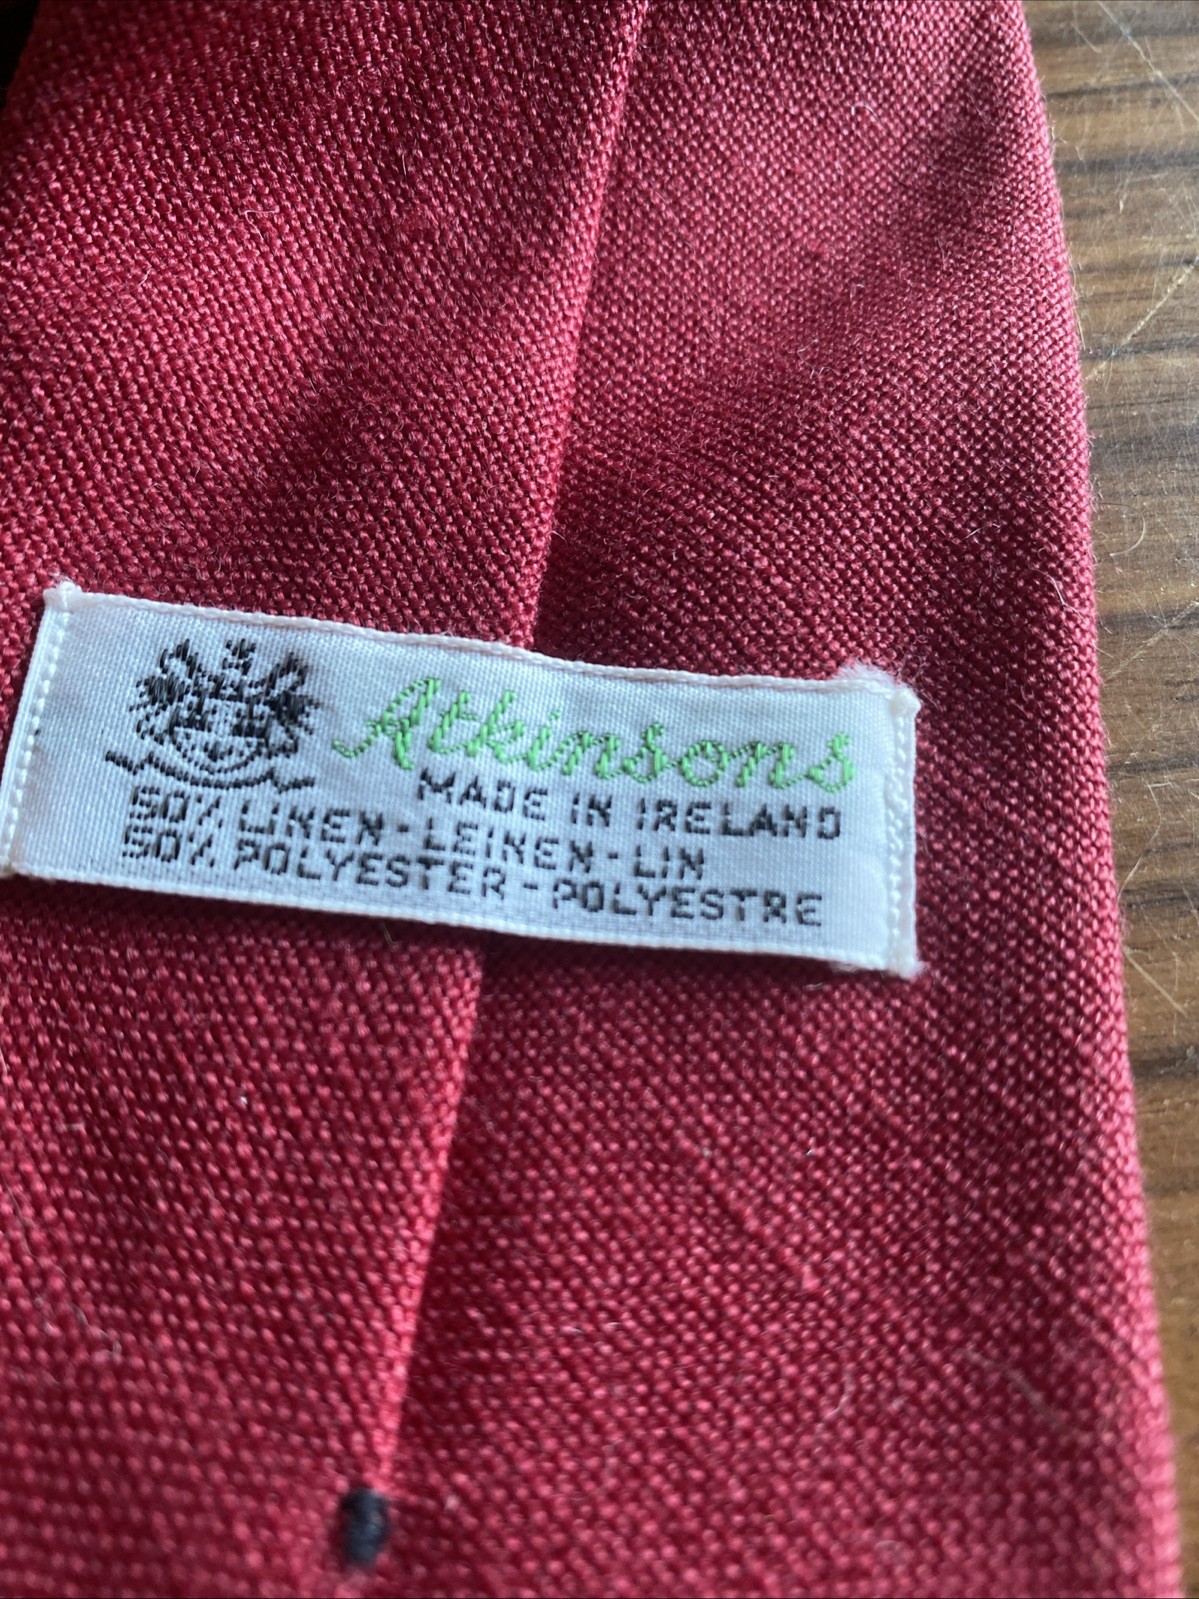 Atkinsons
MADE IN IRELAND
50% LINEN - LEINEN - LIN
50% POLYESTER - POLYESTRE